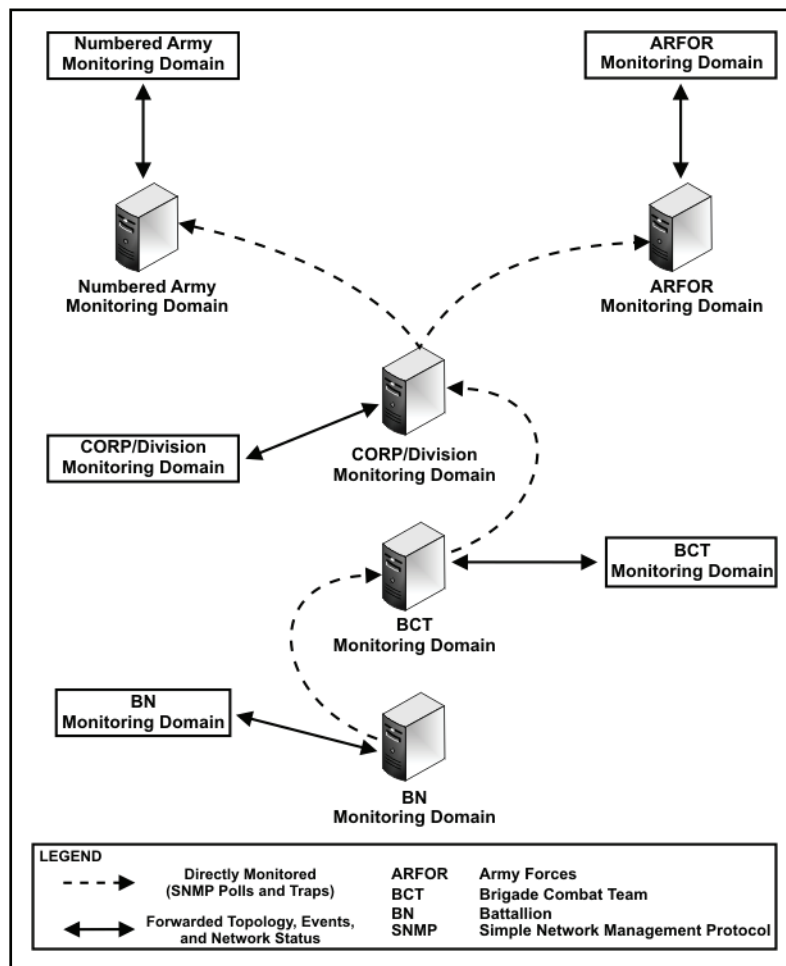 Numbered Army
Monitoring Domain
ARFOR
Monitoring Domain
Numbered Army
Monitoring Domain
ARFOR
Monitoring Domain
CORP/Division
Monitoring Domain
CORP/Division
Monitoring Domain
BCT
Monitoring Domain
BCT
Monitoring Domain
BN
Monitoring Domain
BN
Monitoring Domain
LEGEND
Directly Monitored
(SNMP Polls and Traps)
Forwarded Topology, Events,
and Network Status
ARFOR Army Forces
BCT Brigade Combat Team
BN Battallion
SNMP Simple Network Management Protocol